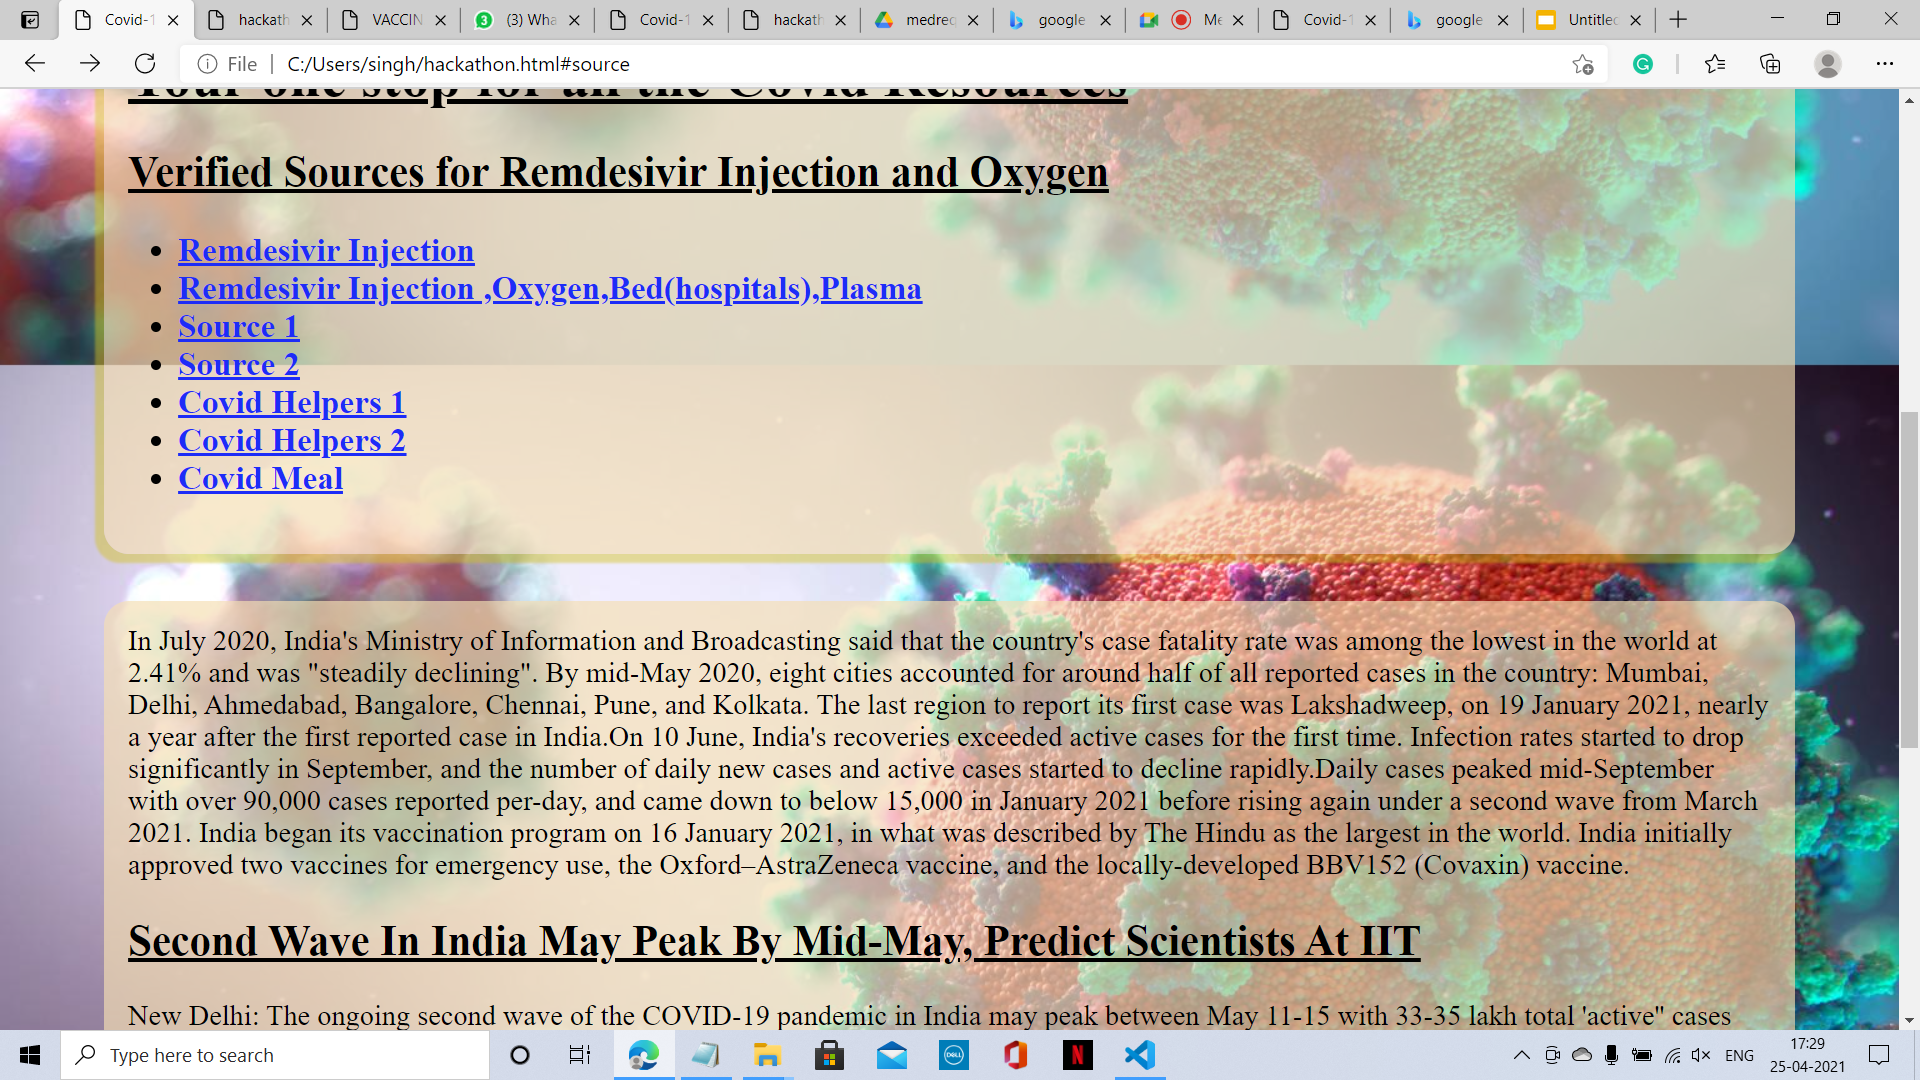 Covid-1
hackath
VACCIN
(3) Wha
Covid-1
hackath
medreq
google
Me
Covid-1
google
Untitled
File
C:/Users/singh/hackathon.html#source
Your one stop for all the Covid Resources
Verified Sources for Remdesivir Injection and Oxygen
Remdesivir Injection
Remdesivir Injection ,Oxygen,Bed(hospitals),Plasma
Source 1
Source 2
Covid Helpers 1
Covid Helpers 2
Covid Meal
In July 2020, India's Ministry of Information and Broadcasting said that the country's case fatality rate was among the lowest in the world at
2.41% and was "steadily declining". By mid-May 2020, eight cities accounted for around half of all reported cases in the country: Mumbai,
Delhi, Ahmedabad, Bangalore, Chennai, Pune, and Kolkata. The last region to report its first case was Lakshadweep, on 19 January 2021, nearly
a year after the first reported case in India.On 10 June, India's recoveries exceeded active cases for the first time. Infection rates started to drop
significantly in September, and the number of daily new cases and active cases started to decline rapidly.Daily cases peaked mid-September
with over 90,000 cases reported per-day, and came down to below 15,000 in January 2021 before rising again under a second wave from March
2021. India began its vaccination program on 16 January 2021, in what was described by The Hindu as the largest in the world. India initially
approved two vaccines for emergency use, the Oxford–AstraZeneca vaccine, and the locally-developed BBV152 (Covaxin) vaccine.
Second Wave In India May Peak By Mid-May, Predict Scientists At IIT
New Delhi: The ongoing second wave of the COVID-19 pandemic in India may peak between May 11-15 with 33-35 lakh total 'active" cases
Type here to search
DELL
ENG
17:29
25-04-2021